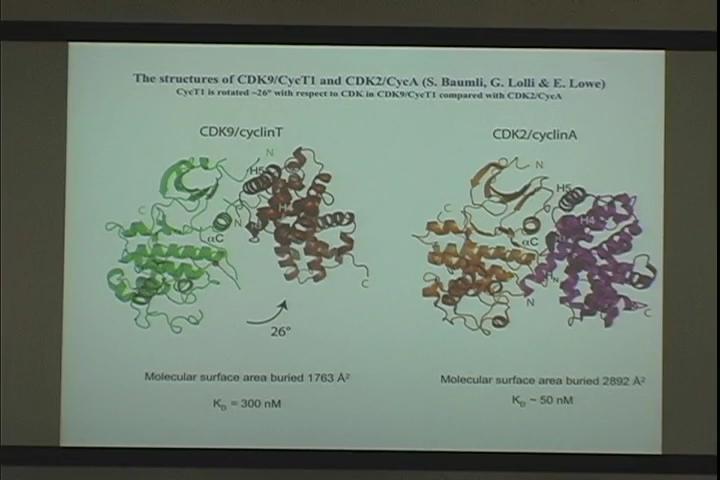 The structures of CDK9/CycT1 and CDK2/CycA (S. Baumli, G. Lolli & E. Lowe)
CycT1 is rotated ~26° with respect to CDK in CDK9/CycT1 compared with CDK2/CycA
CDK9/cyclinT
CDK2/cyclinA
N
H5
C
N
αC
C
26°
N
H5
C
H4
αC
N
C
Molecular surface area buried 1763 Å²
Molecular surface area buried 2892 Å²
K_D = 300 nM
K_D ~ 50 nM